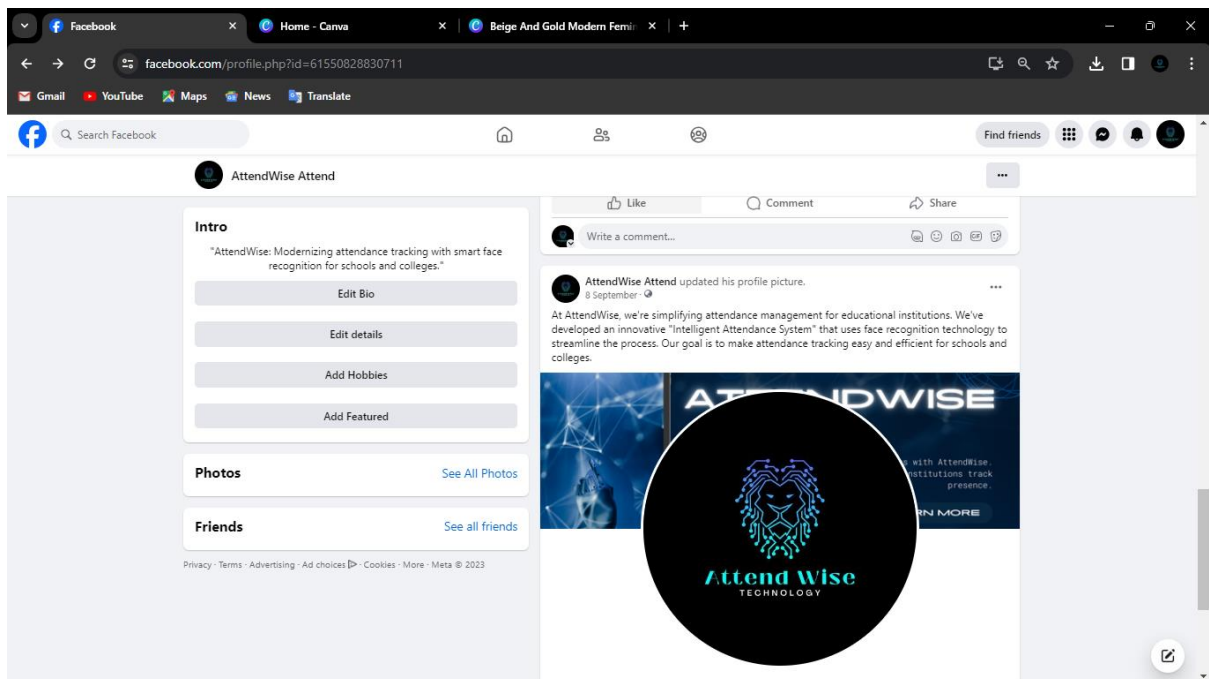 Facebook
Home - Canva
Beige And Gold Modern Femin
facebook.com/profile.php?id=61550828830711
Gmail YouTube Maps News Translate
Search Facebook
Find friends
AttendWise Attend
Intro
"AttendWise: Modernizing attendance tracking with smart face
recognition for schools and colleges."
Edit Bio
Edit details
Add Hobbies
Add Featured
Photos
See All Photos
Friends
See all friends
Privacy · Terms · Advertising · Ad choices · Cookies · More · Meta © 2023
Like Comment Share
Write a comment...
GIF
AttendWise Attend updated his profile picture.
8 September ·
At AttendWise, we're simplifying attendance management for educational institutions. We've
developed an innovative "Intelligent Attendance System" that uses face recognition technology to
streamline the process. Our goal is to make attendance tracking easy and efficient for schools and
colleges.
ATTENDWISE
with AttendWise.
institutions track
presence.
RN MORE
Attend Wise
TECHNOLOGY